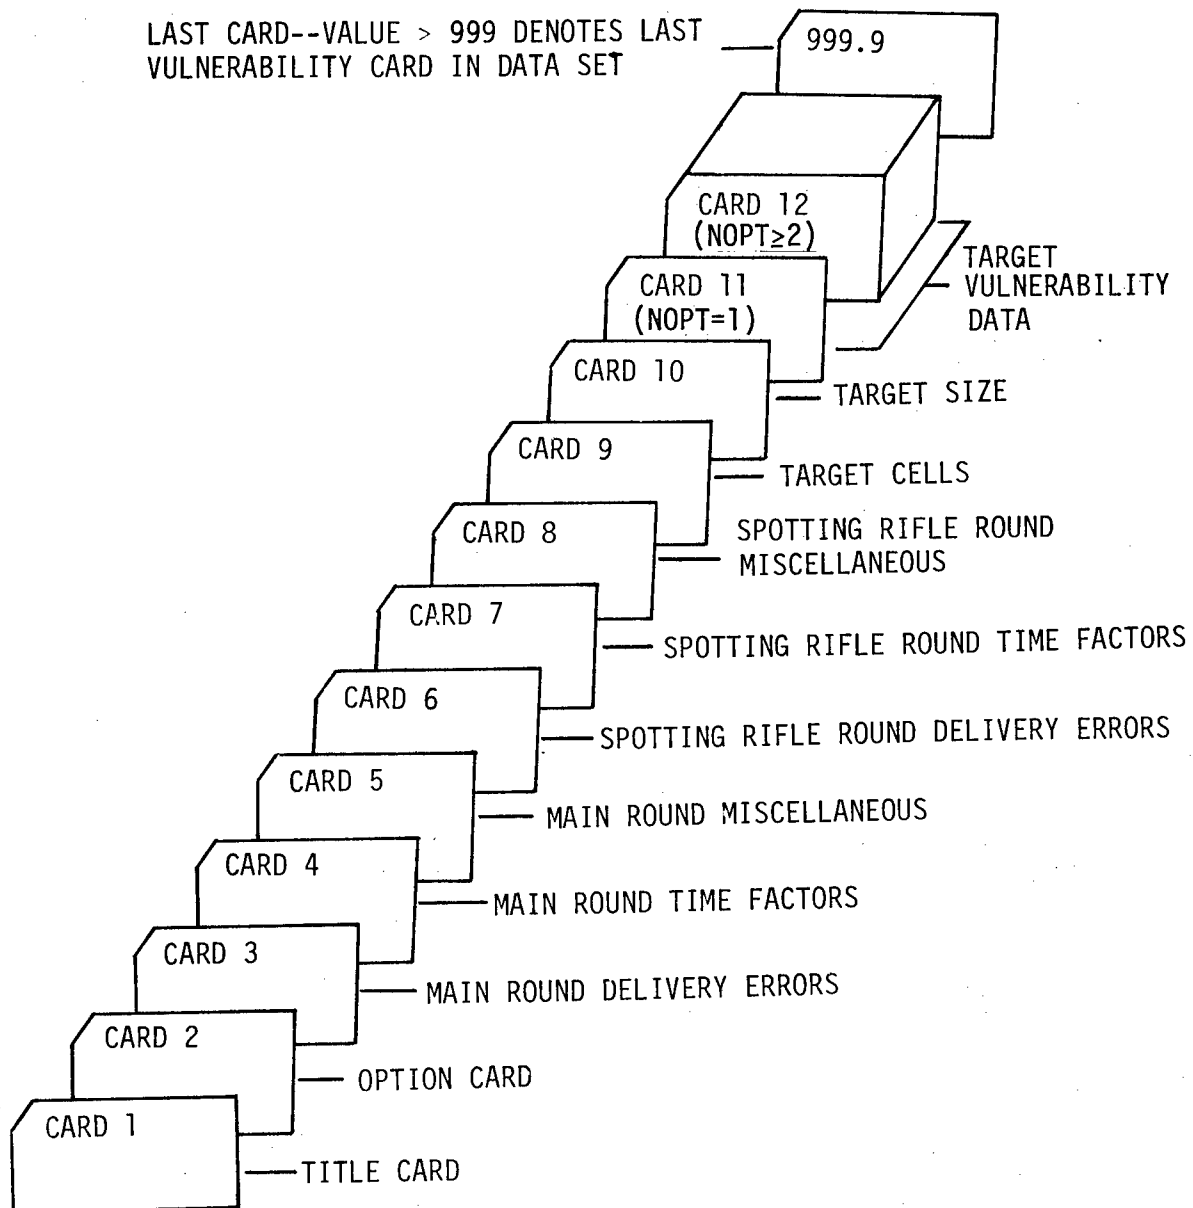 LAST CARD--VALUE > 999 DENOTES LAST
VULNERABILITY CARD IN DATA SET
999.9
CARD 12
(NOPT≥2)
TARGET
VULNERABILITY
DATA
CARD 11
(NOPT=1)
CARD 10
TARGET SIZE
CARD 9
TARGET CELLS
CARD 8
SPOTTING RIFLE ROUND
MISCELLANEOUS
CARD 7
SPOTTING RIFLE ROUND TIME FACTORS
CARD 6
SPOTTING RIFLE ROUND DELIVERY ERRORS
CARD 5
MAIN ROUND MISCELLANEOUS
CARD 4
MAIN ROUND TIME FACTORS
CARD 3
MAIN ROUND DELIVERY ERRORS
CARD 2
OPTION CARD
CARD 1
TITLE CARD